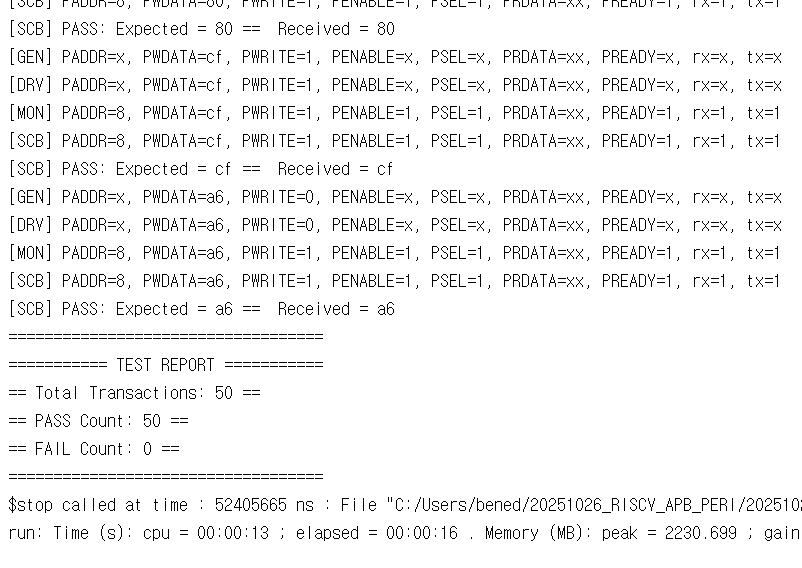 [SCB] PADDR=8, PWDATA=80, PWRITE=1, PENABLE=1, PSEL=1, PRDATA=xx, PREADY=1, rx=1, tx=1
[SCB] PASS: Expected = 80 ==  Received = 80
[GEN] PADDR=x, PWDATA=cf, PWRITE=1, PENABLE=x, PSEL=x, PRDATA=xx, PREADY=x, rx=x, tx=x
[DRV] PADDR=x, PWDATA=cf, PWRITE=1, PENABLE=x, PSEL=x, PRDATA=xx, PREADY=x, rx=x, tx=x
[MON] PADDR=8, PWDATA=cf, PWRITE=1, PENABLE=1, PSEL=1, PRDATA=xx, PREADY=1, rx=1, tx=1
[SCB] PADDR=8, PWDATA=cf, PWRITE=1, PENABLE=1, PSEL=1, PRDATA=xx, PREADY=1, rx=1, tx=1
[SCB] PASS: Expected = cf ==  Received = cf
[GEN] PADDR=x, PWDATA=a6, PWRITE=0, PENABLE=x, PSEL=x, PRDATA=xx, PREADY=x, rx=x, tx=x
[DRV] PADDR=x, PWDATA=a6, PWRITE=0, PENABLE=x, PSEL=x, PRDATA=xx, PREADY=x, rx=x, tx=x
[MON] PADDR=8, PWDATA=a6, PWRITE=1, PENABLE=1, PSEL=1, PRDATA=xx, PREADY=1, rx=1, tx=1
[SCB] PADDR=8, PWDATA=a6, PWRITE=1, PENABLE=1, PSEL=1, PRDATA=xx, PREADY=1, rx=1, tx=1
[SCB] PASS: Expected = a6 ==  Received = a6
===================================
=========== TEST REPORT ===========
== Total Transactions: 50 ==
== PASS Count: 50 ==
== FAIL Count: 0 ==
===================================
$stop called at time : 52405665 ns : File "C:/Users/bened/20251026_RISCV_APB_PERI/202510
run: Time (s): cpu = 00:00:13 ; elapsed = 00:00:16 . Memory (MB): peak = 2230.699 ; gain